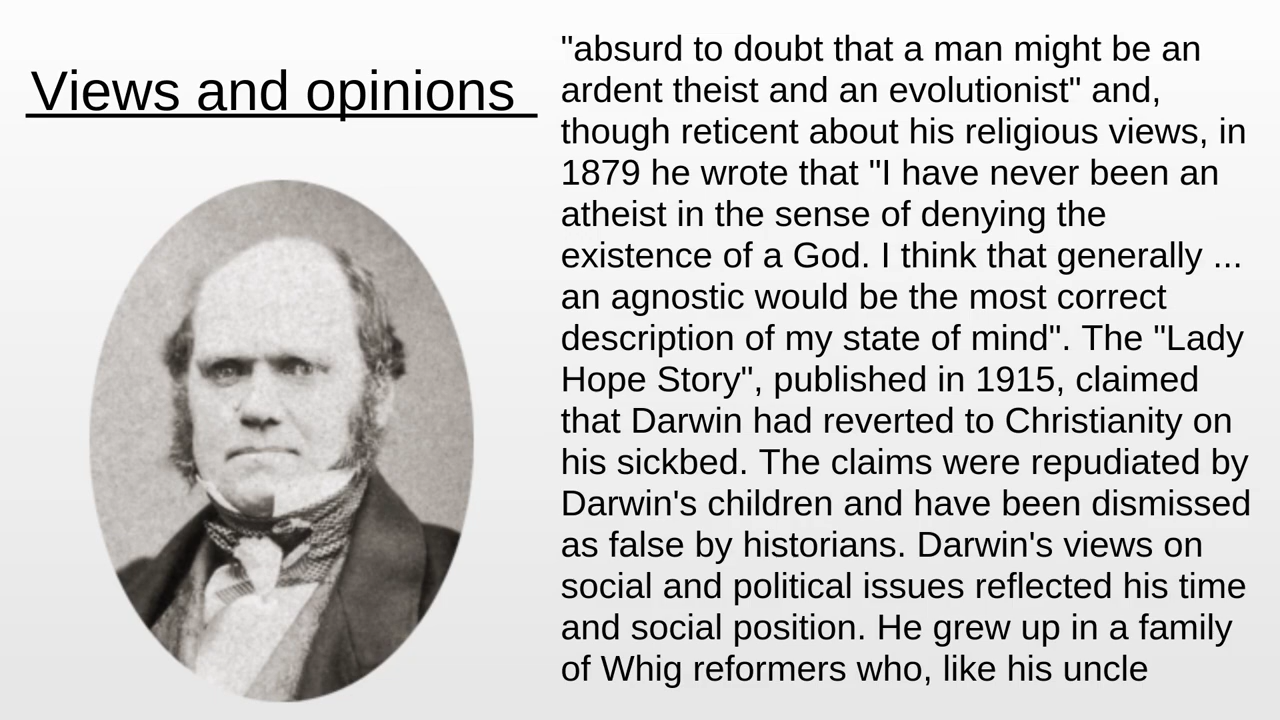 Views and opinions
"absurd to doubt that a man might be an
ardent theist and an evolutionist" and,
though reticent about his religious views, in
1879 he wrote that "I have never been an
atheist in the sense of denying the
existence of a God. I think that generally ...
an agnostic would be the most correct
description of my state of mind". The "Lady
Hope Story", published in 1915, claimed
that Darwin had reverted to Christianity on
his sickbed. The claims were repudiated by
Darwin's children and have been dismissed
as false by historians. Darwin's views on
social and political issues reflected his time
and social position. He grew up in a family
of Whig reformers who, like his uncle